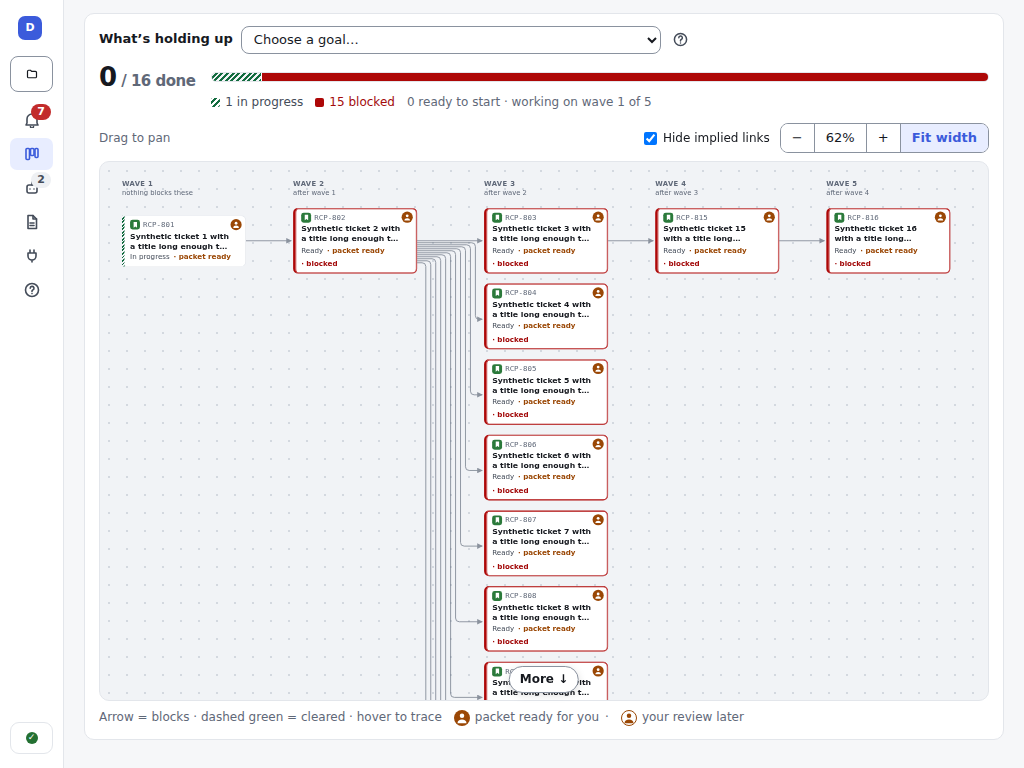 D
What's holding up
Choose a goal…
0 / 16 done
1 in progress
15 blocked
0 ready to start · working on wave 1 of 5
7
2
Drag to pan
Hide implied links
−
62%
+
Fit width
WAVE 1
nothing blocks these
WAVE 2
after wave 1
WAVE 3
after wave 2
WAVE 4
after wave 3
WAVE 5
after wave 4
RCP-801
Synthetic ticket 1 with
a title long enough t…
In progress · packet ready
RCP-802
Synthetic ticket 2 with
a title long enough t…
Ready · packet ready
· blocked
RCP-803
Synthetic ticket 3 with
a title long enough t…
Ready · packet ready
· blocked
RCP-815
Synthetic ticket 15
with a title long…
Ready · packet ready
· blocked
RCP-816
Synthetic ticket 16
with a title long…
Ready · packet ready
· blocked
RCP-804
Synthetic ticket 4 with
a title long enough t…
Ready · packet ready
· blocked
RCP-805
Synthetic ticket 5 with
a title long enough t…
Ready · packet ready
· blocked
RCP-806
Synthetic ticket 6 with
a title long enough t…
Ready · packet ready
· blocked
RCP-807
Synthetic ticket 7 with
a title long enough t…
Ready · packet ready
· blocked
RCP-808
Synthetic ticket 8 with
a title long enough t…
Ready · packet ready
· blocked
More ↓
a title long enough t…
Arrow = blocks · dashed green = cleared · hover to trace
packet ready for you ·
your review later